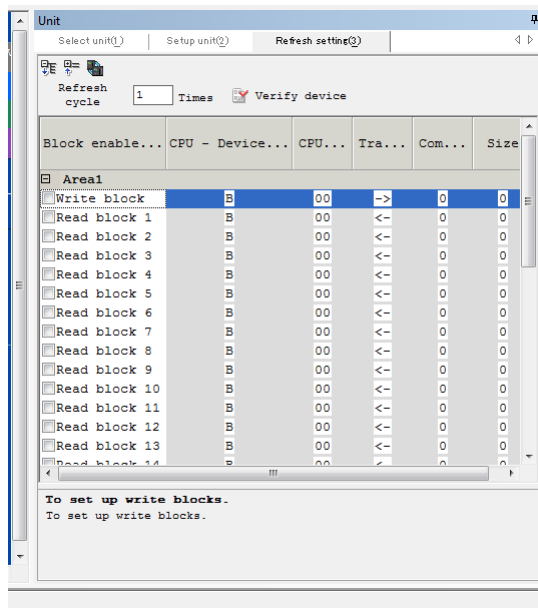 Unit
Select unit(1) Setup unit(2) Refresh setting(3)
Refresh cycle 1 Times Verify device
Block enable... CPU - Device... CPU... Tra... Com... Size
Area1
Write block B 00 -> 0 0
Read block 1 B 00 <- 0 0
Read block 2 B 00 <- 0 0
Read block 3 B 00 <- 0 0
Read block 4 B 00 <- 0 0
Read block 5 B 00 <- 0 0
Read block 6 B 00 <- 0 0
Read block 7 B 00 <- 0 0
Read block 8 B 00 <- 0 0
Read block 9 B 00 <- 0 0
Read block 10 B 00 <- 0 0
Read block 11 B 00 <- 0 0
Read block 12 B 00 <- 0 0
Read block 13 B 00 <- 0 0
Read block 14 B 00 <- 0 0
To set up write blocks.
To set up write blocks.